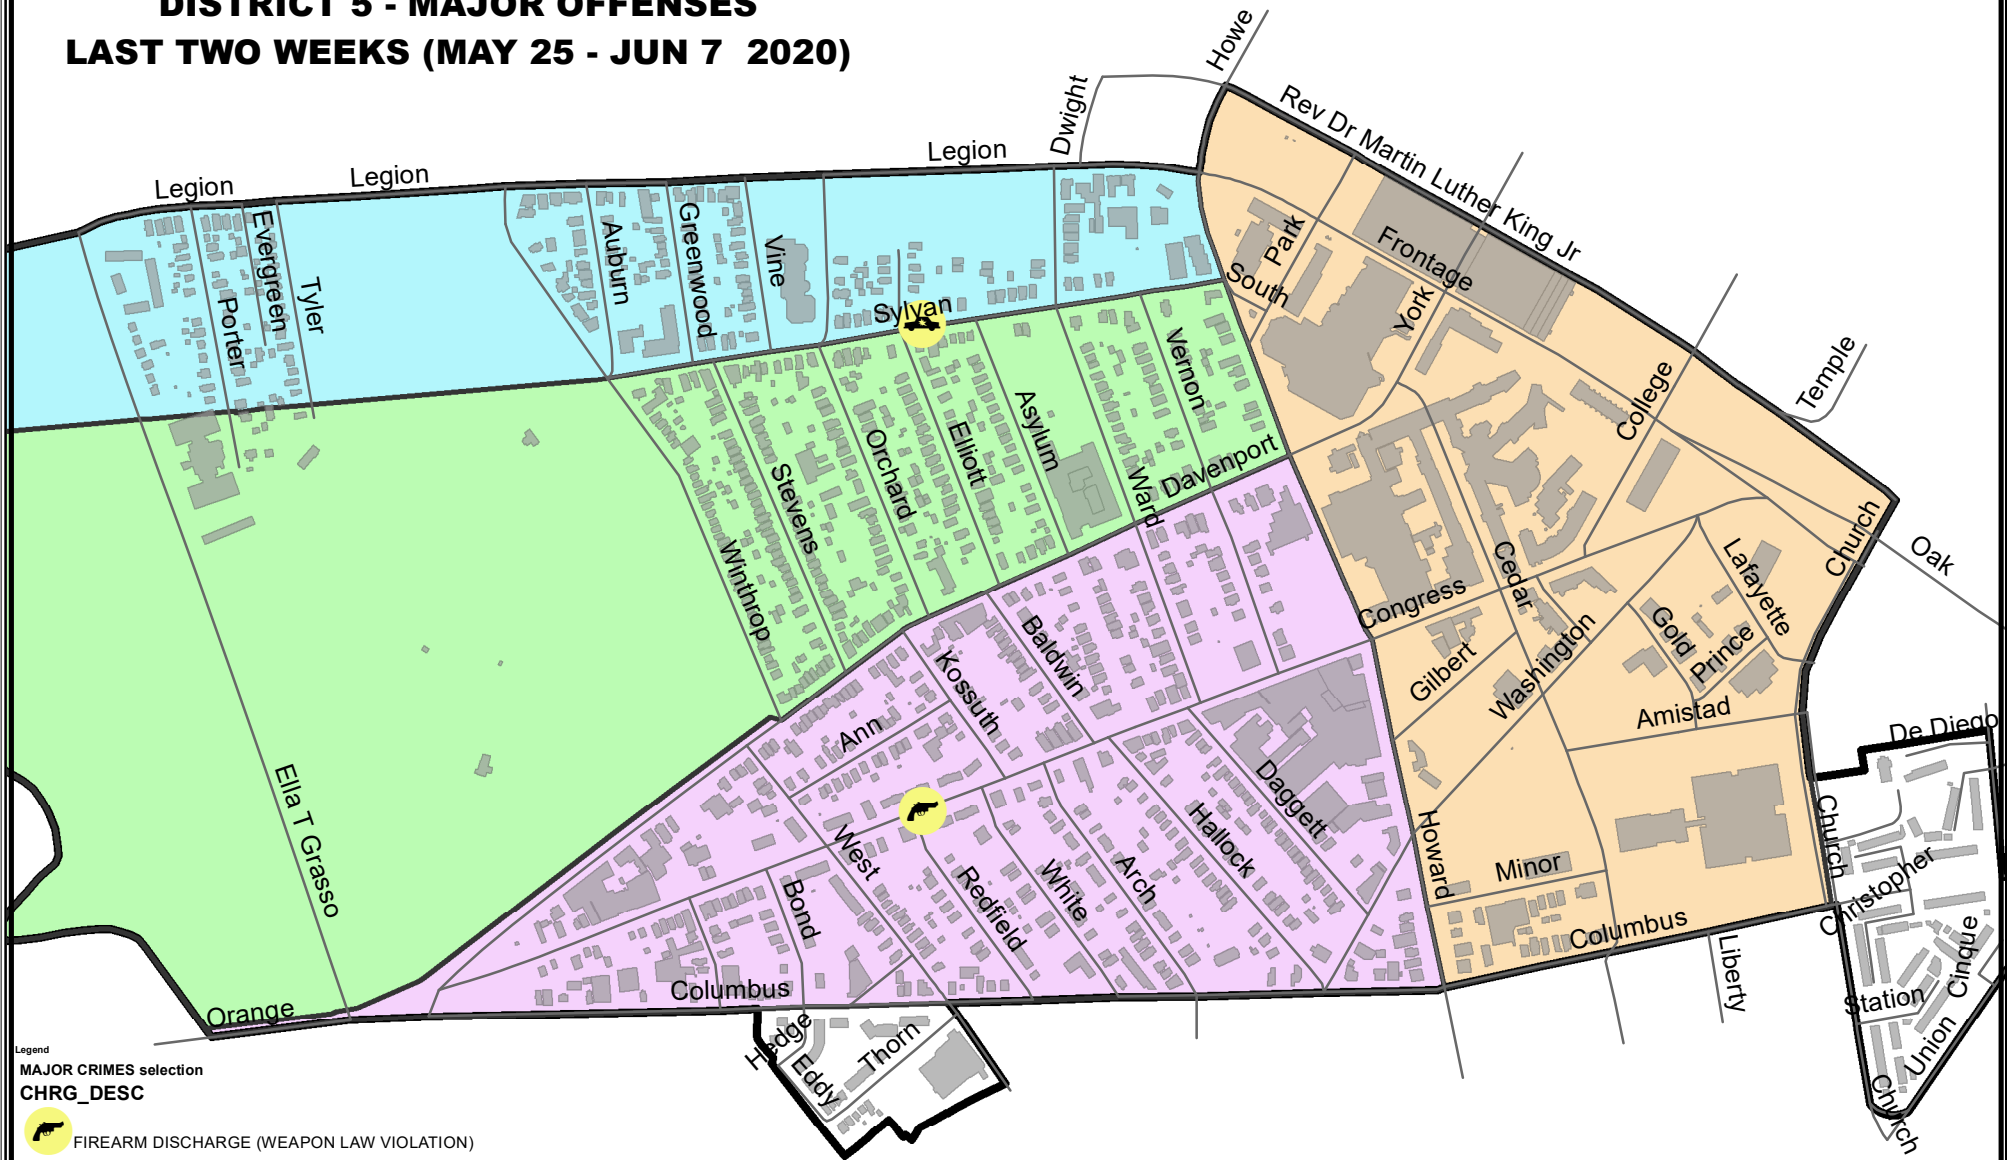 DISTRICT 5 - MAJOR OFFENSES
LAST TWO WEEKS (MAY 25 - JUN 7  2020)
Howe
Dwight
Rev Dr Martin Luther King Jr
Legion
Legion
Legion
Evergreen
Porter
Tyler
Auburn
Greenwood
Vine
Sylvan
Park
South
Frontage
York
College
Temple
Vernon
Asylum
Elliott
Orchard
Stevens
Winthrop
Ward
Davenport
Church
Oak
Cedar
Congress
Lafayette
Gold
Prince
Washington
Gilbert
Amistad
De Diego
Baldwin
Kossuth
Ann
Ella T Grasso
Daggett
Hallock
Arch
White
Redfield
West
Bond
Howard
Minor
Columbus
Columbus
Church
Christopher
Cinque
Liberty
Station
Union
Church
Orange
Hedge
Eddy
Thorn
Legend
MAJOR CRIMES selection
CHRG_DESC
FIREARM DISCHARGE (WEAPON LAW VIOLATION)